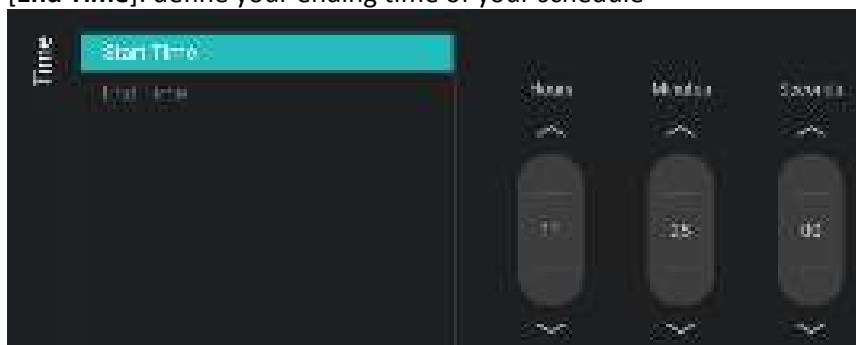 [End Time]: define your ending time of your schedule
Time
Start Time
End Time
Hours Minutes Seconds
00